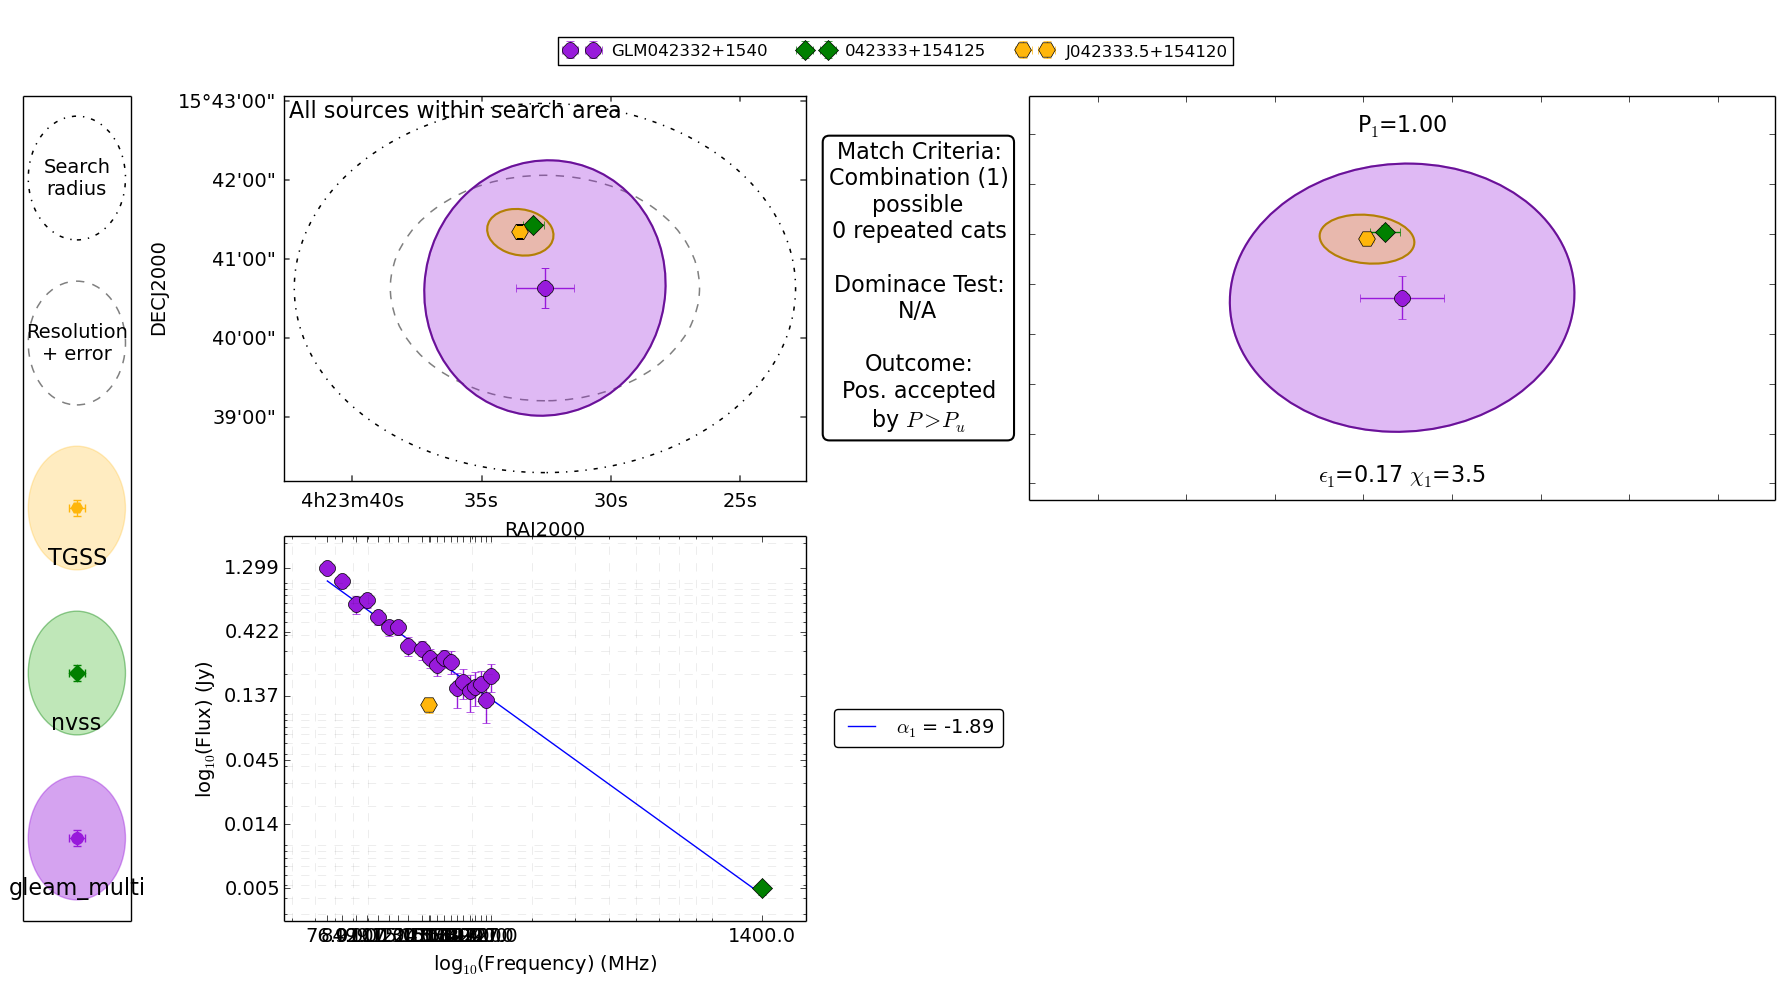 GLM042332+1540 042333+154125 J042333.5+154120
Search
radius
Resolution
+ error
TGSS
nvss
gleam_multi
All sources within search area
15°43'00"
42'00"
41'00"
40'00"
39'00"
DECJ2000
4h23m40s 35s 30s 25s
RAJ2000
Match Criteria:
Combination (1)
possible
0 repeated cats
Dominace Test:
N/A
Outcome:
Pos. accepted
by P>Pu
P1=1.00
ϵ1=0.17 χ1=3.5
1.299
0.422
0.137
0.045
0.014
0.005
log10(Flux) (Jy)
1400.0
log10(Frequency) (MHz)
α1 = -1.89